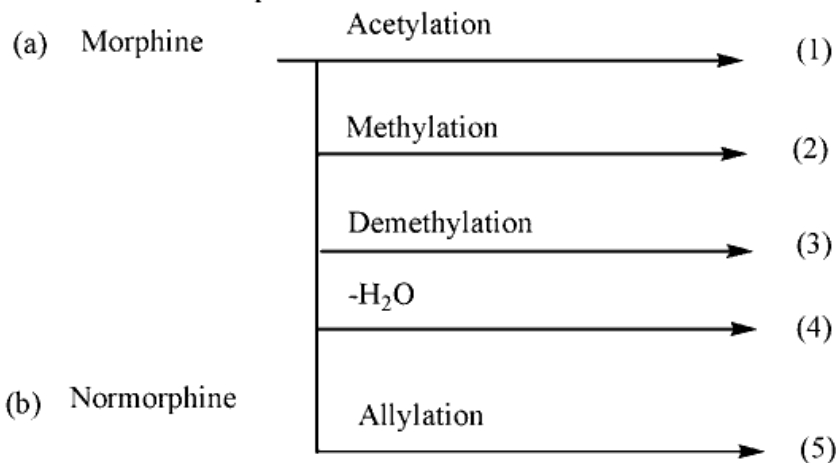 Acetylation
(a) Morphine (1)
Methylation
(2)
Demethylation
(3)
-H₂O
(4)
(b) Normorphine
Allylation
(5)